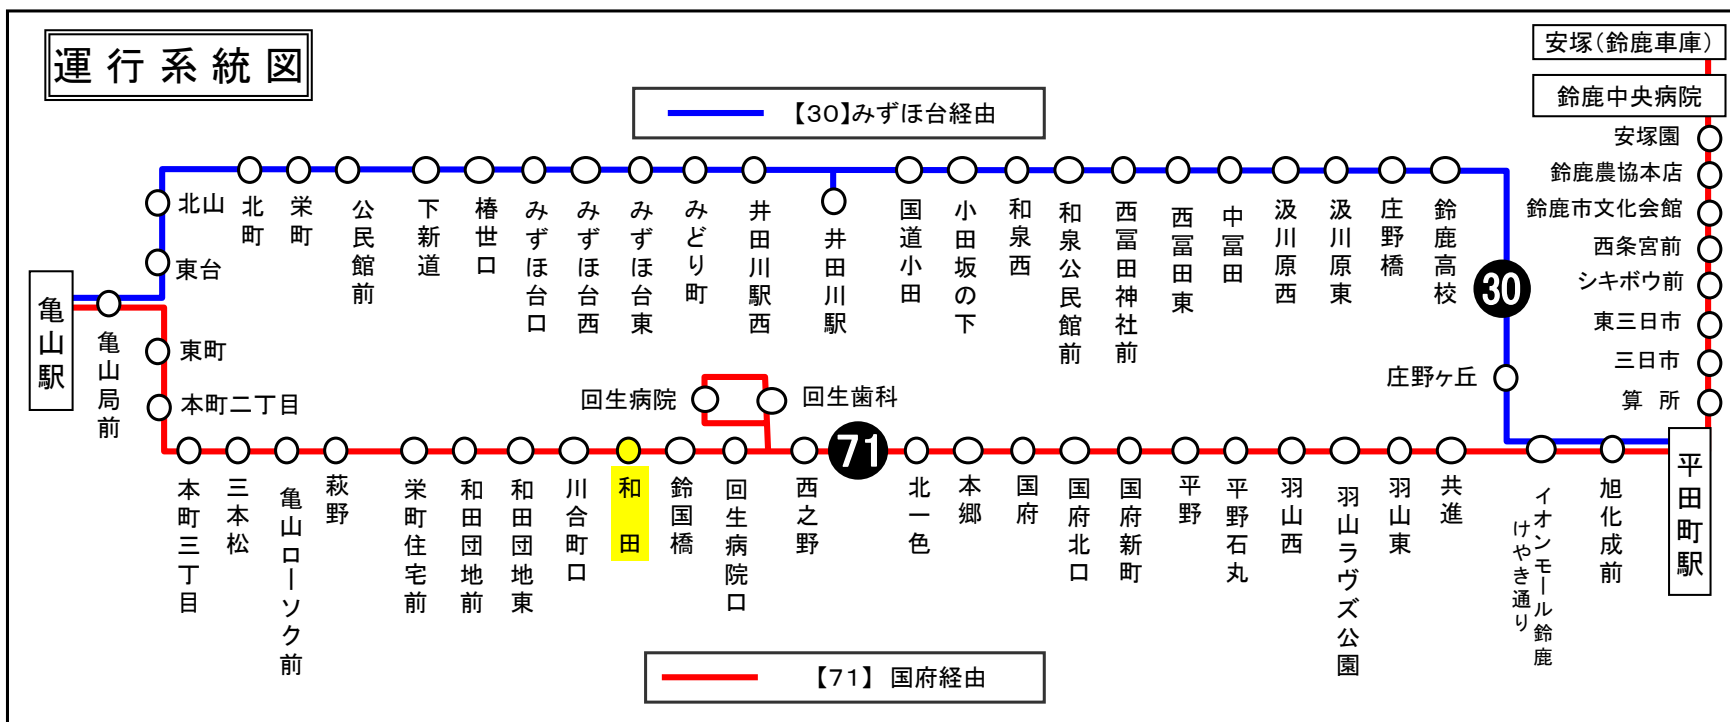 運行系統図
安塚(鈴鹿車庫)
鈴鹿中央病院
【30】みずほ台経由
安塚園
鈴鹿農協本店
鈴鹿市文化会館
西条宮前
シキボウ前
東三日市
三日市
算所
北山
東台
北町
栄町
公民館前
下新道
椿世口
みずほ台口
みずほ台西
みずほ台東
みどり町
井田川駅西
井田川駅
国道小田
小田坂の下
和泉西
和泉公民館前
西冨田神社前
西冨田東
中冨田
汲川原西
汲川原東
庄野橋
鈴鹿高校
30
庄野ヶ丘
亀山駅
亀山局前
東町
本町二丁目
回生病院
回生歯科
71
本町三丁目
三本松
亀山ローソク前
萩野
栄町住宅前
和田団地前
和田団地東
川合町口
和田
鈴国橋
回生病院口
西之野
北一色
本郷
国府
国府北口
国府新町
平野
平野石丸
羽山西
羽山ラヴズ公園
羽山東
共進
イオンモール鈴鹿
けやき通り
旭化成前
平田町駅
【71】 国府経由